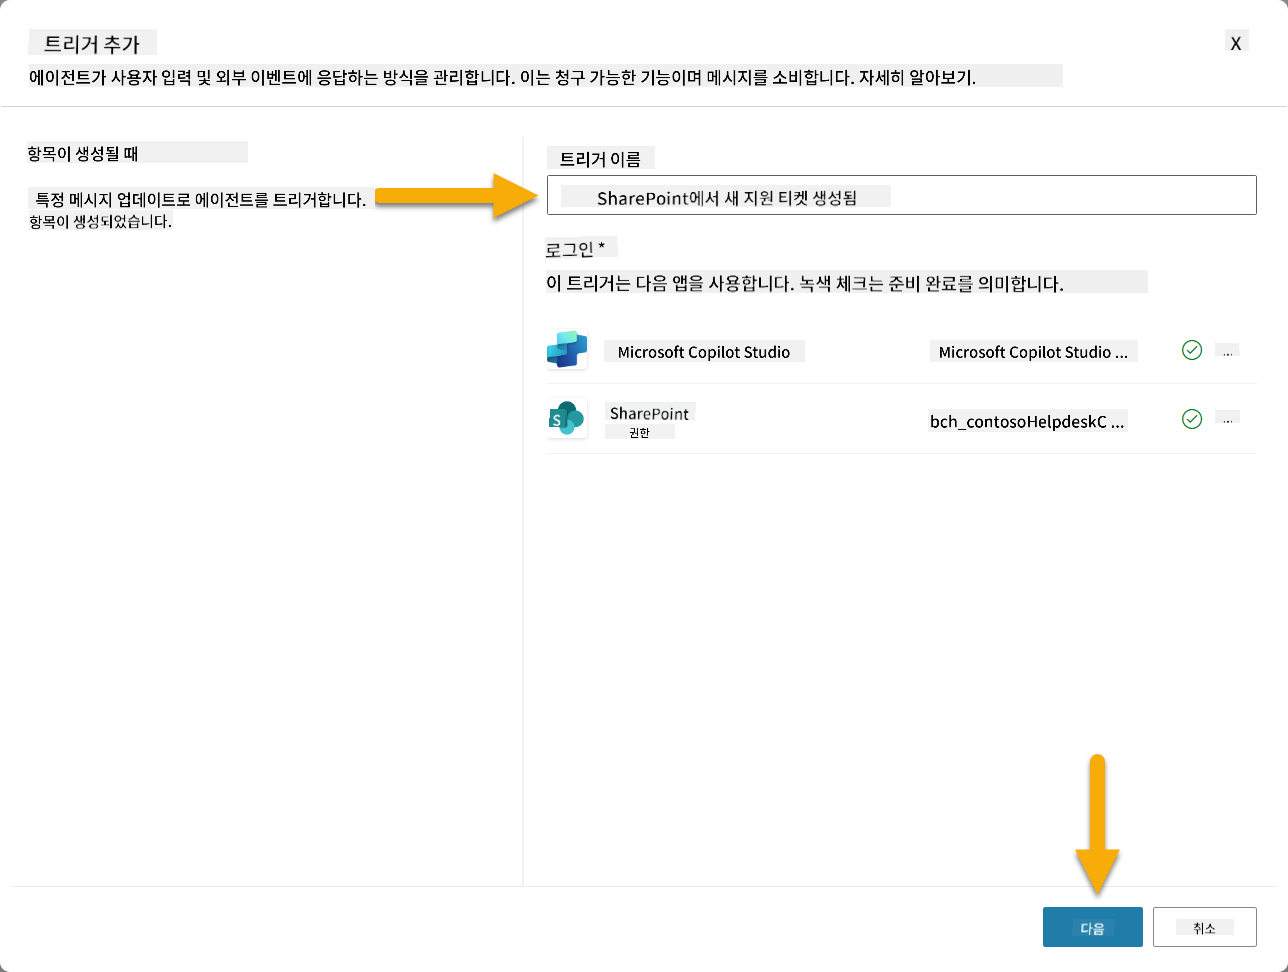 트리거 추가
X
에이전트가 사용자 입력 및 외부 이벤트에 응답하는 방식을 관리합니다. 이는 청구 가능한 기능이며 메시지를 소비합니다. 자세히 알아보기.
항목이 생성될 때
특정 메시지 업데이트로 에이전트를 트리거합니다.
항목이 생성되었습니다.
트리거 이름
SharePoint에서 새 지원 티켓 생성됨
로그인 *
이 트리거는 다음 앱을 사용합니다. 녹색 체크는 준비 완료를 의미합니다.
Microsoft Copilot Studio
Microsoft Copilot Studio ...
...
S
SharePoint
권한
bch_contosoHelpdeskC ...
...
다음
취소